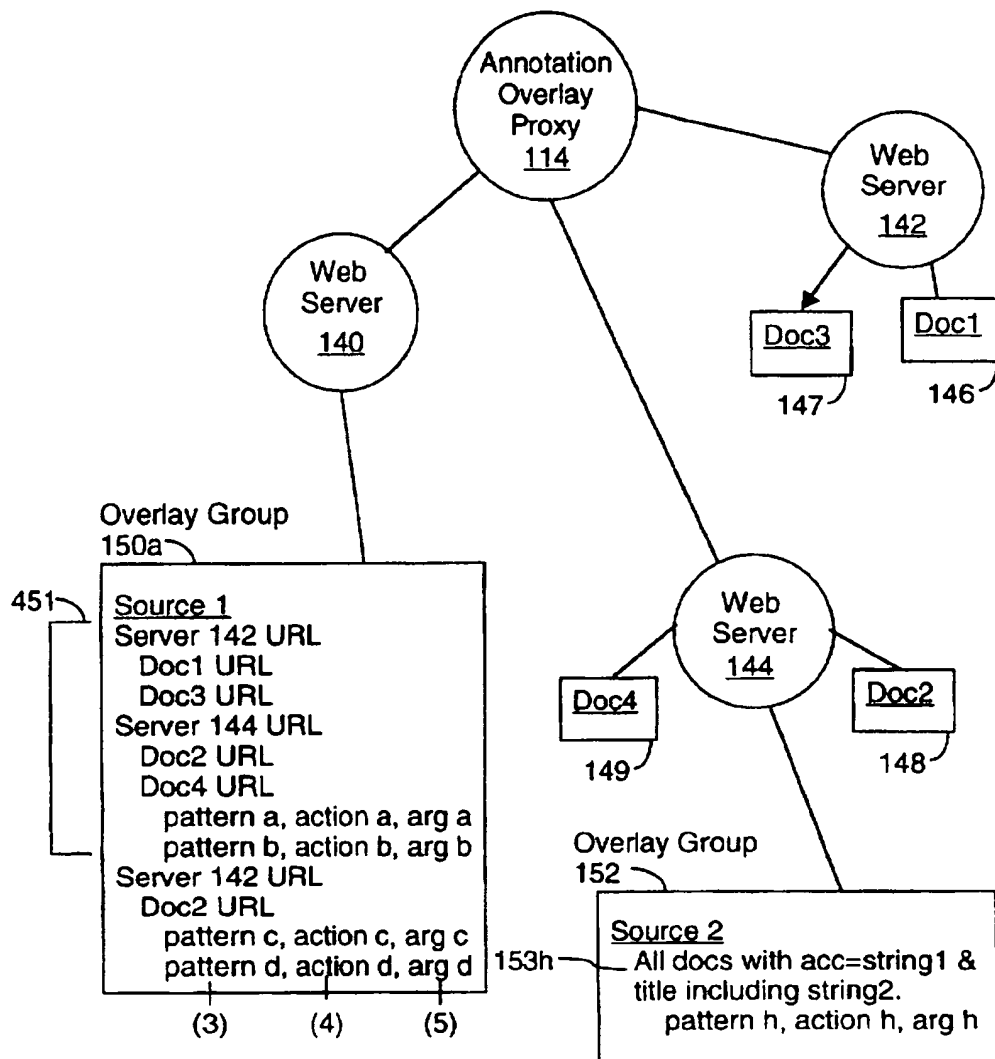 Annotation
Overlay
Proxy
114
Web
Server
142
Web
Server
140
Doc3
Doc1
147
146
Overlay Group
150a
451
Source 1
Server 142 URL
Doc1 URL
Doc3 URL
Server 144 URL
Doc2 URL
Doc4 URL
pattern a, action a, arg a
pattern b, action b, arg b
Server 142 URL
Doc2 URL
pattern c, action c, arg c
pattern d, action d, arg d
(3) (4) (5)
Web
Server
144
Doc4
Doc2
149
148
Overlay Group
152
Source 2
153h
All docs with acc=string1 &
title including string2.
pattern h, action h, arg h